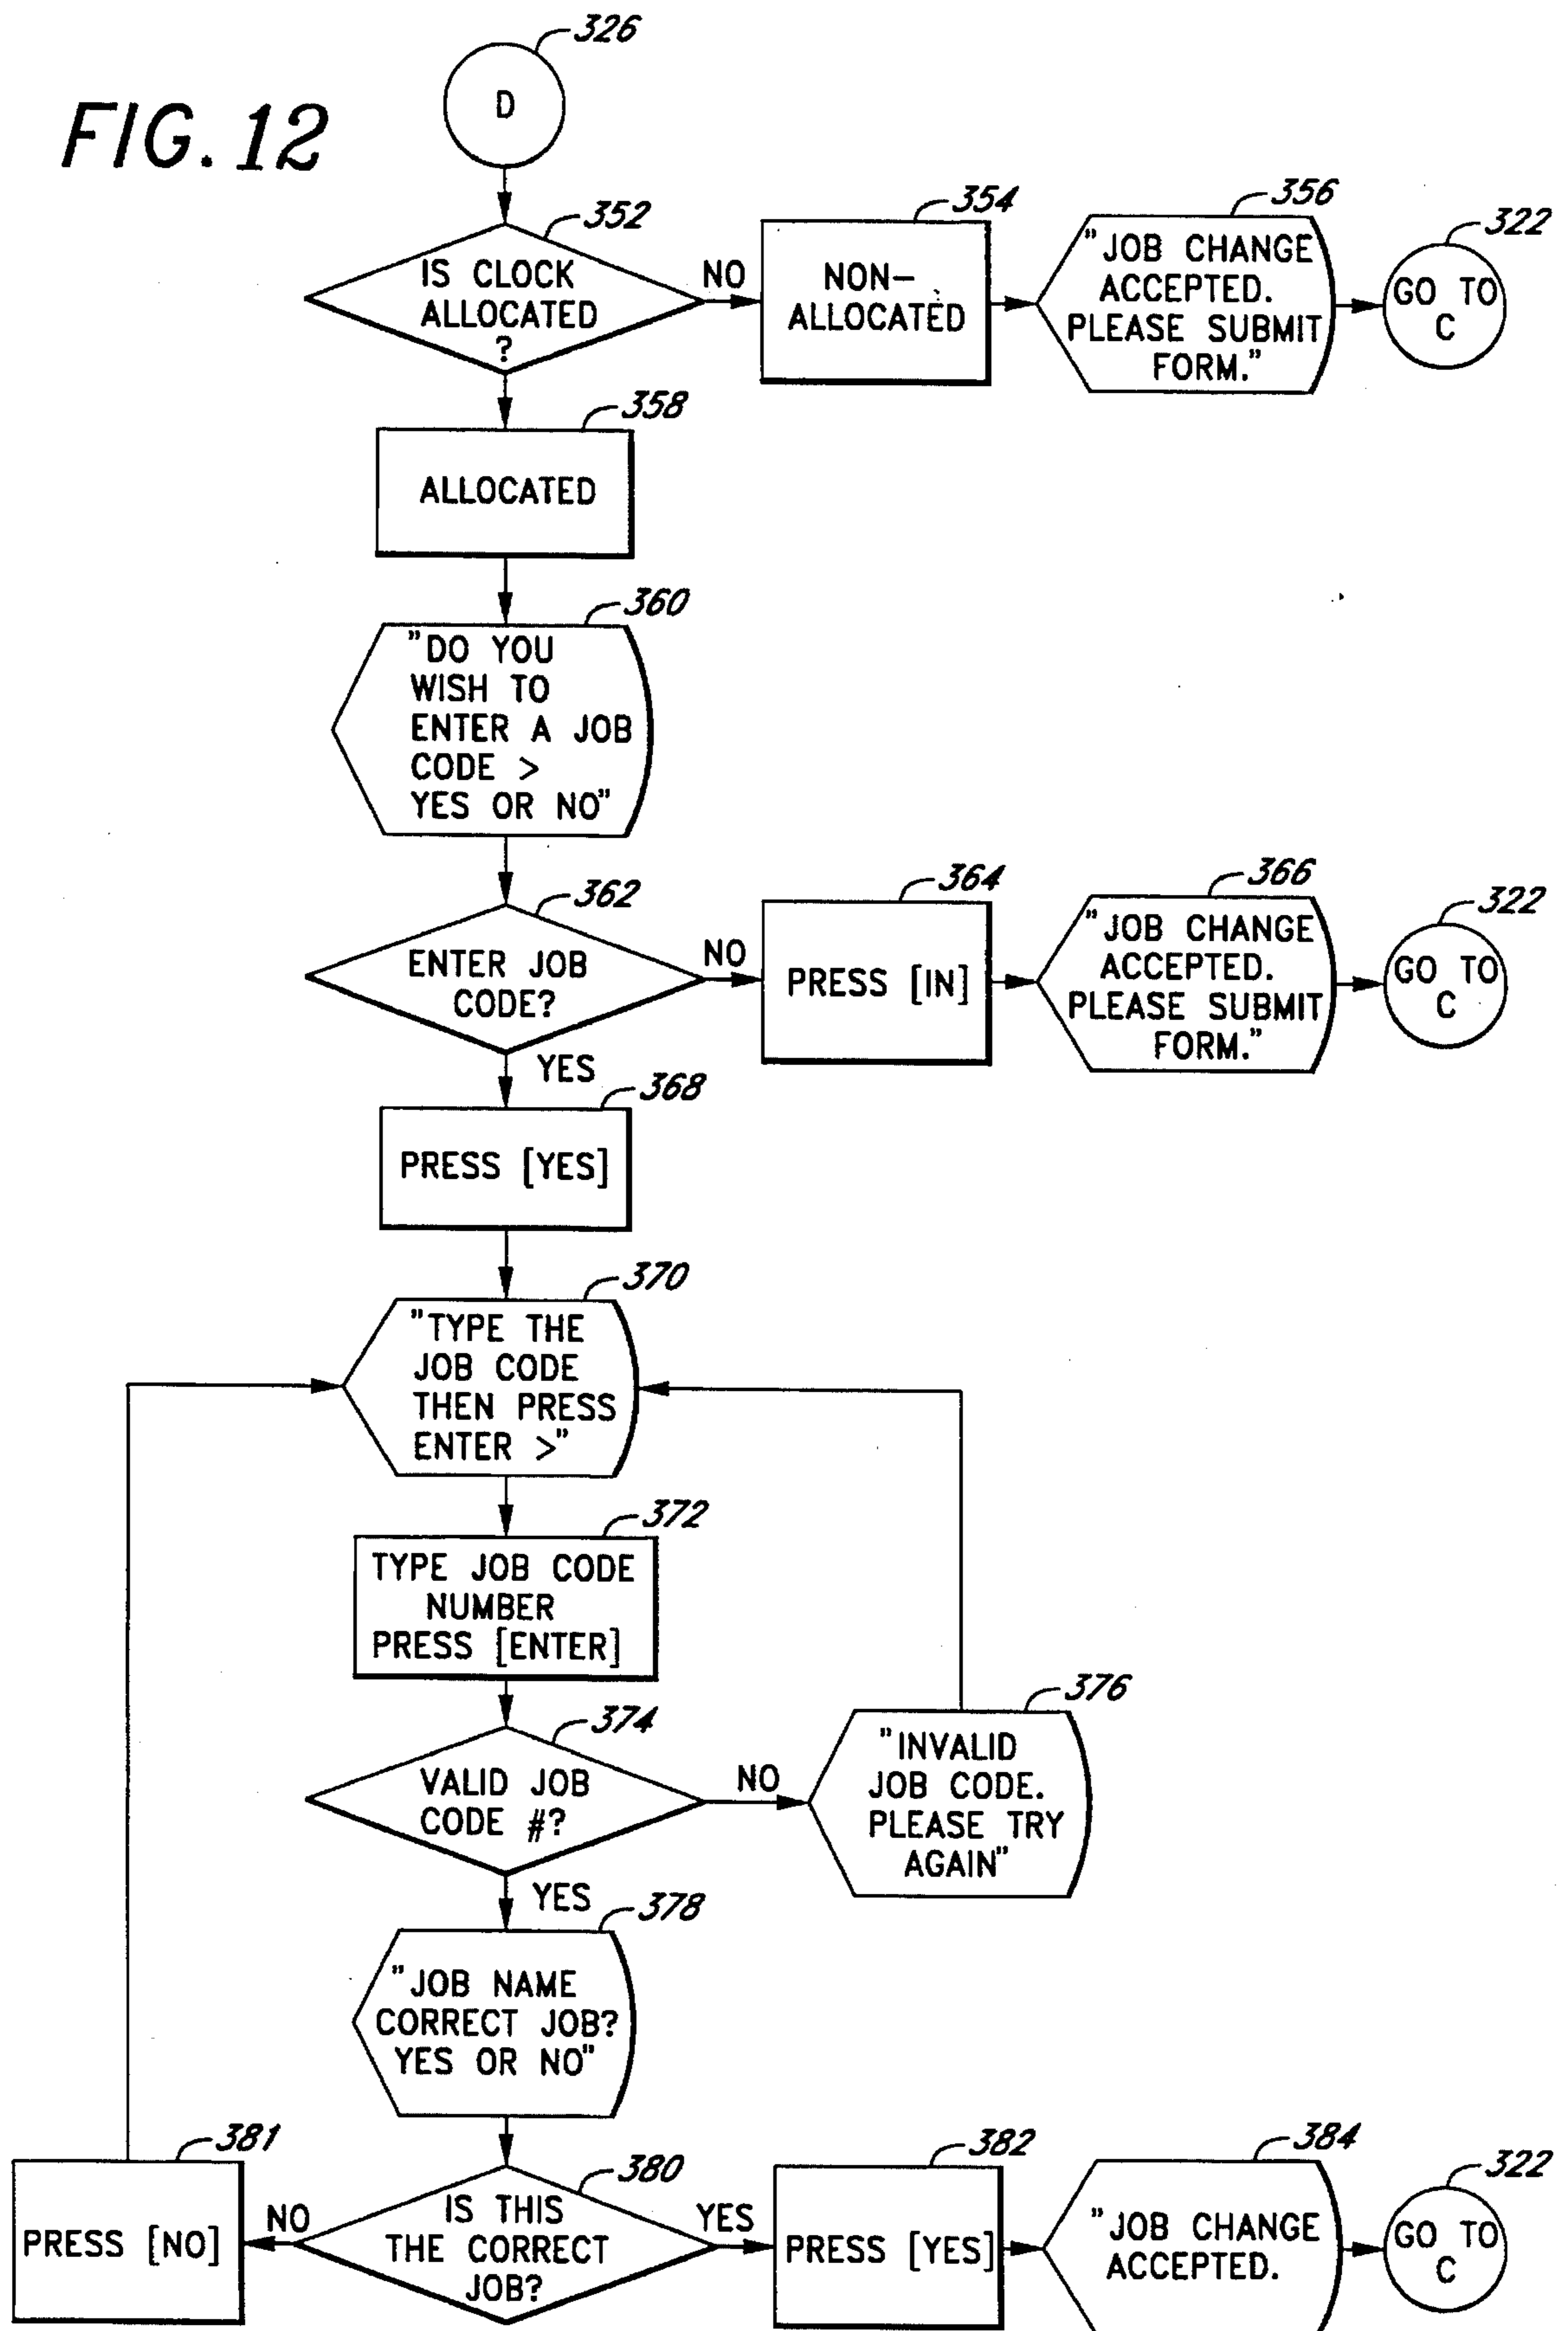 326
FIG. 12
D
352
IS CLOCK
ALLOCATED
?
NO
354
NON-
ALLOCATED
356
"JOB CHANGE
ACCEPTED.
PLEASE SUBMIT
FORM."
322
GO TO
C
358
ALLOCATED
360
"DO YOU
WISH TO
ENTER A JOB
CODE >
YES OR NO"
362
ENTER JOB
CODE?
NO
364
PRESS [IN]
366
"JOB CHANGE
ACCEPTED.
PLEASE SUBMIT
FORM."
322
GO TO
C
YES
368
PRESS [YES]
370
"TYPE THE
JOB CODE
THEN PRESS
ENTER >"
372
TYPE JOB CODE
NUMBER
PRESS [ENTER]
374
VALID JOB
CODE #?
NO
376
"INVALID
JOB CODE.
PLEASE TRY
AGAIN"
YES
378
"JOB NAME
CORRECT JOB?
YES OR NO"
381
PRESS [NO]
NO
380
IS THIS
THE CORRECT
JOB?
YES
382
PRESS [YES]
384
"JOB CHANGE
ACCEPTED.
322
GO TO
C